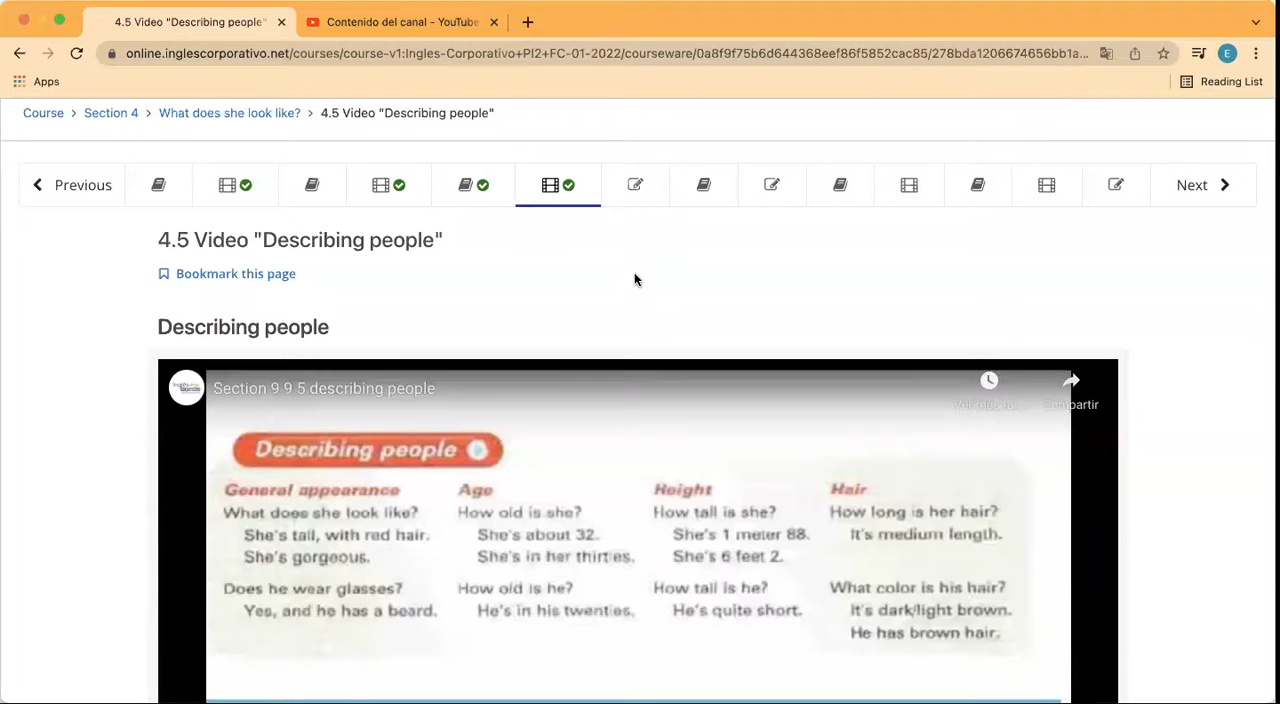 4.5 Video "Describing people"
Contenido del canal - YouTube
online.inglescorporativo.net/courses/course-v1:Ingles-Corporativo+PI2+FC-01-2022/courseware/0a8f9f75b6d644368eef86f5852cac85/278bda1206674656bb1a...
E
Apps
Reading List
Course > Section 4 > What does she look like? > 4.5 Video "Describing people"
Previous
Next
4.5 Video "Describing people"
Bookmark this page
Describing people
Section 9 9 5 describing people
Compartir
Describing people
General appearance Age Height Hair
What does she look like? How old is she? How tall is she? How long is her hair?
She's tall, with red hair. She's about 32. She's 1 meter 88. It's medium length.
She's gorgeous. She's in her thirties. She's 6 feet 2.
Does he wear glasses? How old is he? How tall is he? What color is his hair?
Yes, and he has a beard. He's in his twenties. He's quite short. It's dark/light brown.
He has brown hair.